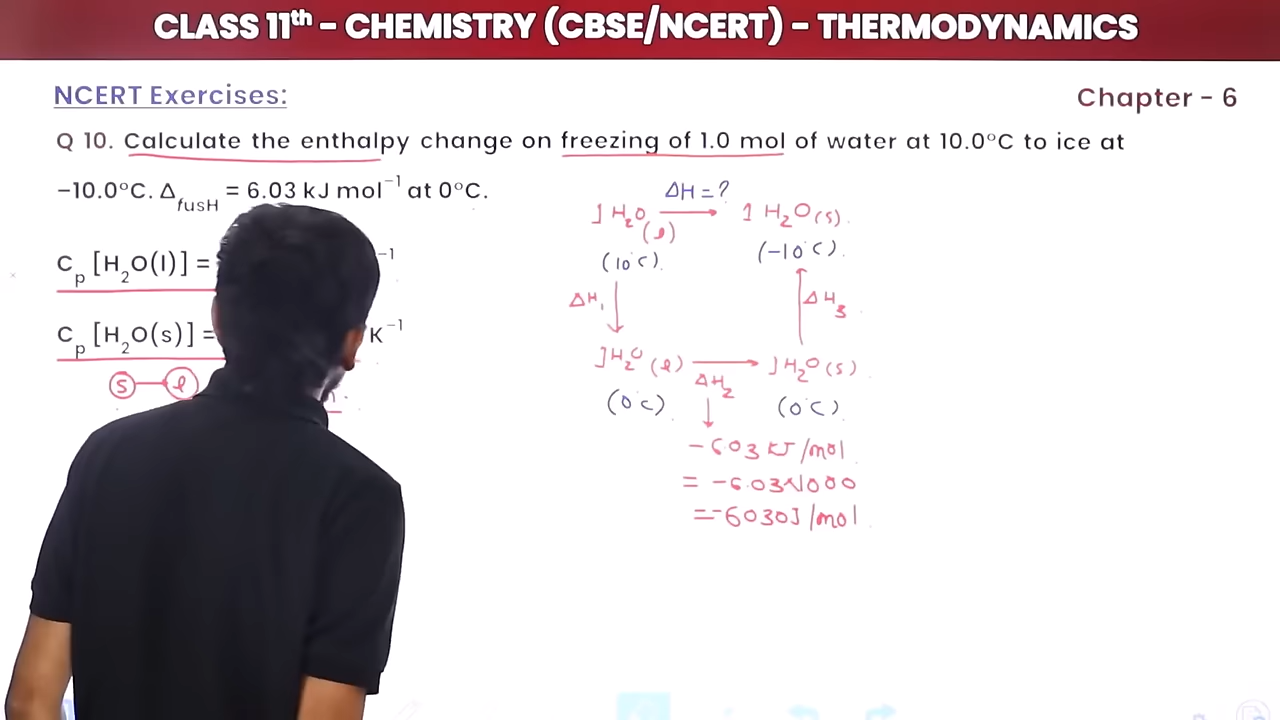 CLASS 11th - CHEMISTRY (CBSE/NCERT) - THERMODYNAMICS
NCERT Exercises:
Chapter - 6
Q 10. Calculate the enthalpy change on freezing of 1.0 mol of water at 10.0°C to ice at
-10.0°C. ΔfusH = 6.03 kJ mol⁻¹ at 0°C.
ΔH = ?
1 H₂O (l) → 1 H₂O(s).
(10°C). (-10°C).
Cp [H₂O(l)] = ⁻¹
ΔH₁ ΔH₃
Cp [H₂O(s)] = K⁻¹
1H₂O (l) → 1H₂O(s).
ΔH₂
s l
(0°C). (0°C).
-6.03 KJ/mol.
= -6.03×1000
= -6030J/mol.